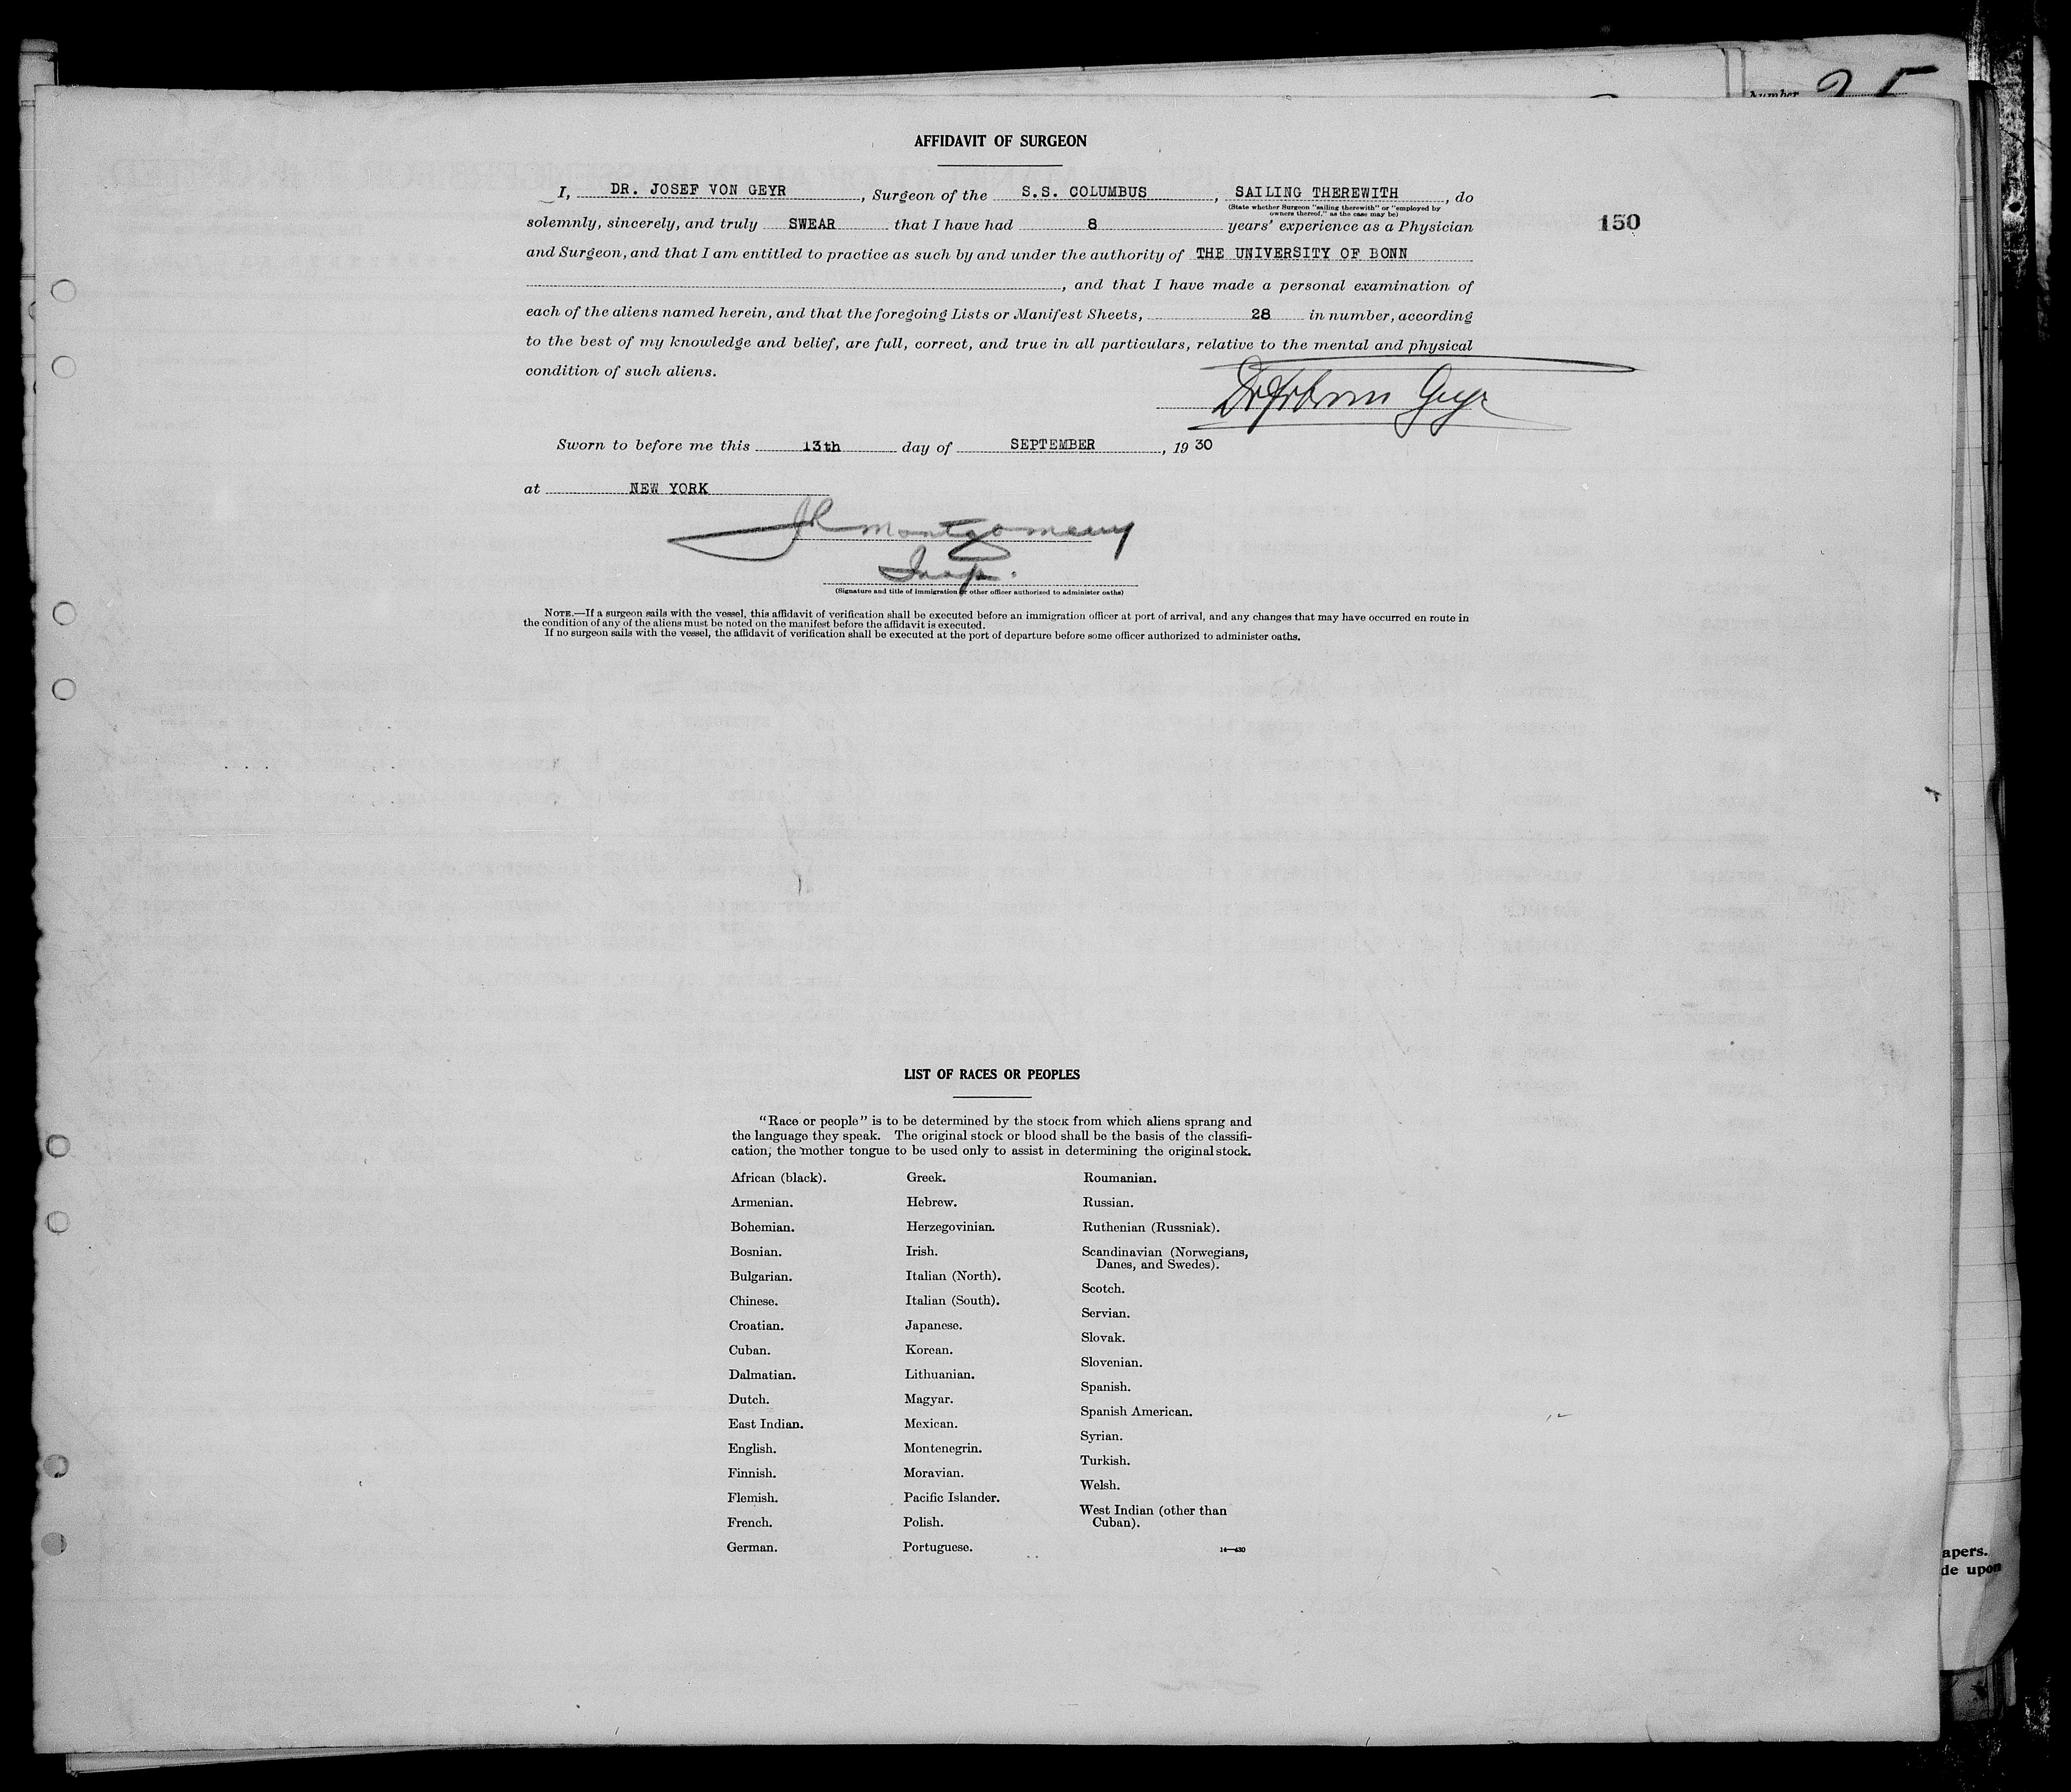 Number 25
AFFIDAVIT OF SURGEON
I, DR. JOSEF VON GEYR, Surgeon of the S.S. COLUMBUS, SAILING THEREWITH, do
(State whether Surgeon "sailing therewith" or "employed by
owners thereof," as the case may be)
solemnly, sincerely, and truly SWEAR that I have had 8 years' experience as a Physician
150
and Surgeon, and that I am entitled to practice as such by and under the authority of THE UNIVERSITY OF BONN
, and that I have made a personal examination of
each of the aliens named herein, and that the foregoing Lists or Manifest Sheets, 28 in number, according
to the best of my knowledge and belief, are full, correct, and true in all particulars, relative to the mental and physical
condition of such aliens.
Geyr
Sworn to before me this 13th day of SEPTEMBER, 1930
at NEW YORK
JR Montgomery
Insp.
(Signature and title of immigration or other officer authorized to administer oaths)
NOTE.—If a surgeon sails with the vessel, this affidavit of verification shall be executed before an immigration officer at port of arrival, and any changes that may have occurred en route in
the condition of any of the aliens must be noted on the manifest before the affidavit is executed.
If no surgeon sails with the vessel, the affidavit of verification shall be executed at the port of departure before some officer authorized to administer oaths.
LIST OF RACES OR PEOPLES
"Race or people" is to be determined by the stock from which aliens sprang and
the language they speak. The original stock or blood shall be the basis of the classifi-
cation, the mother tongue to be used only to assist in determining the original stock.
African (black).
Armenian.
Bohemian.
Bosnian.
Bulgarian.
Chinese.
Croatian.
Cuban.
Dalmatian.
Dutch.
East Indian.
English.
Finnish.
Flemish.
French.
German.
Greek.
Hebrew.
Herzegovinian.
Irish.
Italian (North).
Italian (South).
Japanese.
Korean.
Lithuanian.
Magyar.
Mexican.
Montenegrin.
Moravian.
Pacific Islander.
Polish.
Portuguese.
Roumanian.
Russian.
Ruthenian (Russniak).
Scandinavian (Norwegians,
Danes, and Swedes).
Scotch.
Servian.
Slovak.
Slovenian.
Spanish.
Spanish American.
Syrian.
Turkish.
Welsh.
West Indian (other than
Cuban).
14—430
apers.
de upon